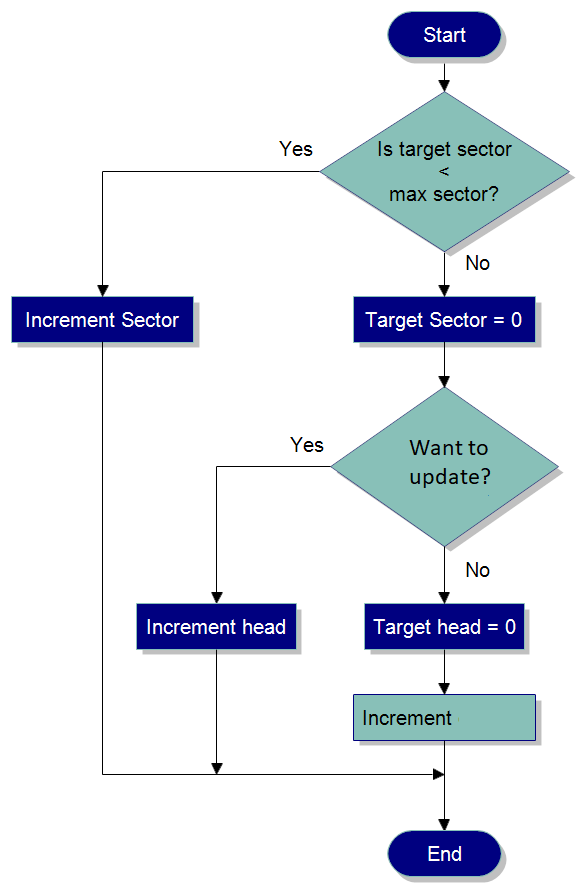 Start
Is target sector
<
max sector?
Yes
No
Increment Sector
Target Sector = 0
Want to
update?
Yes
No
Increment head
Target head = 0
Increment
End